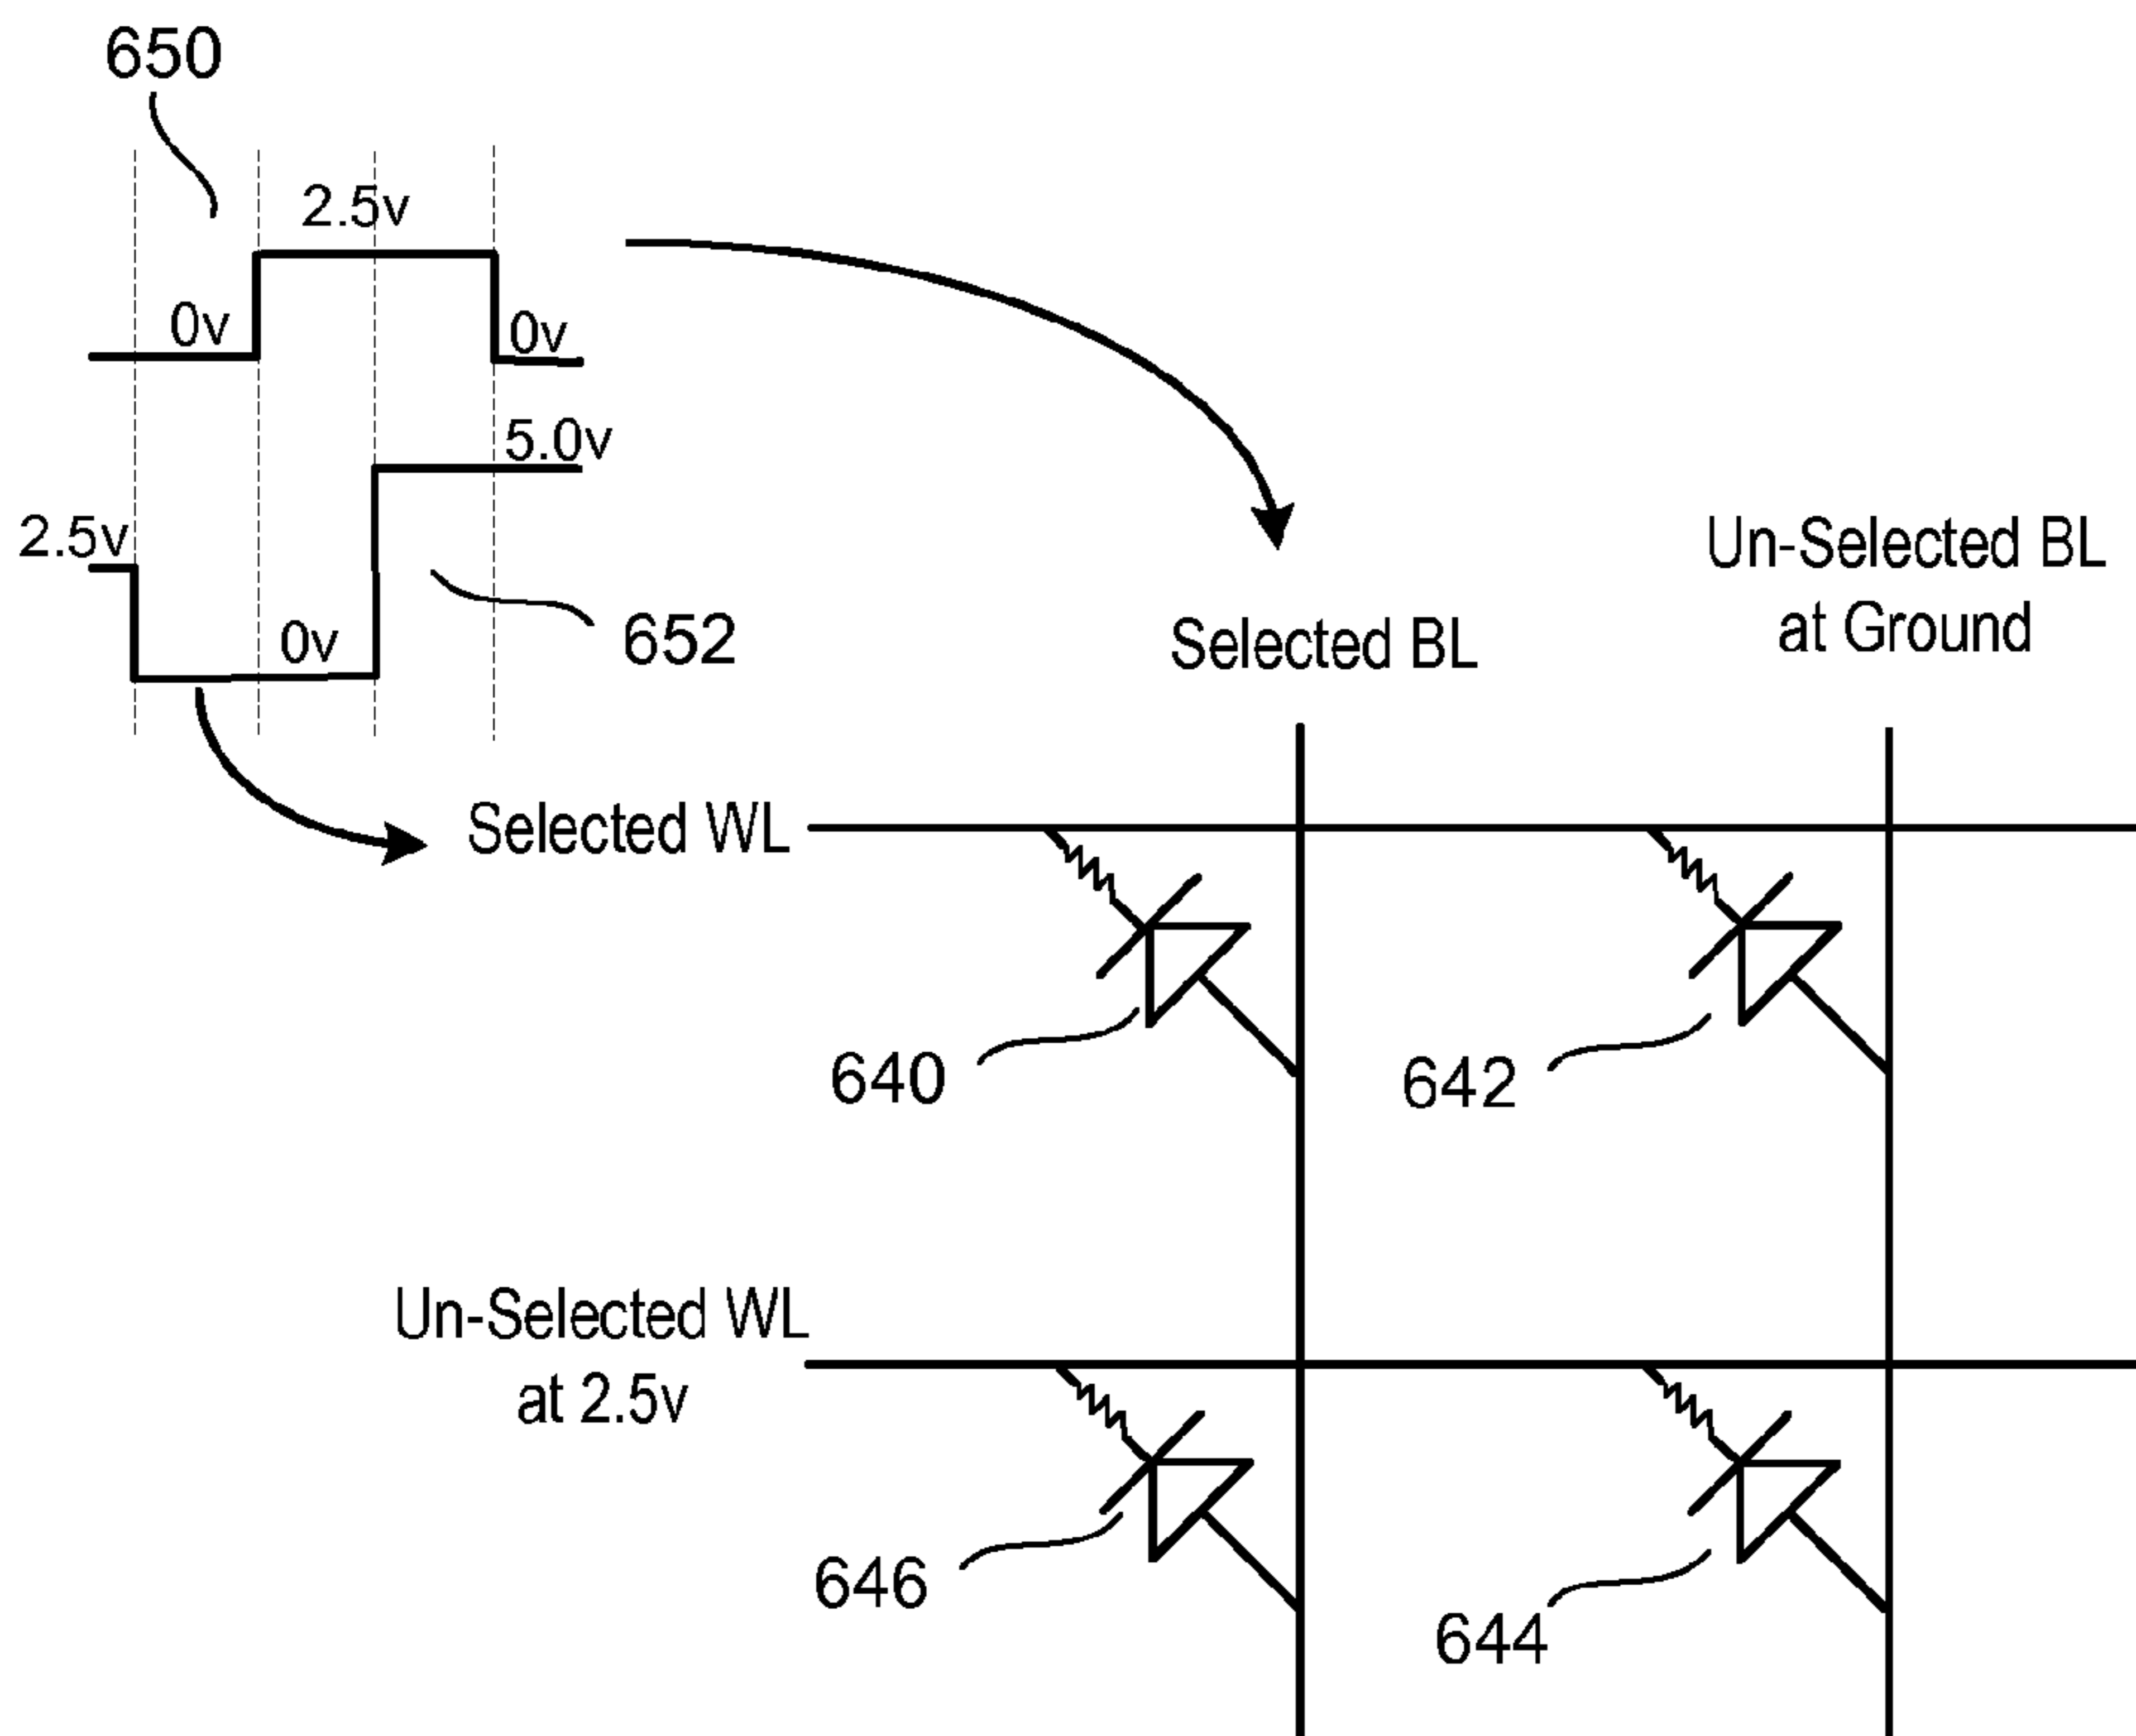 650
2.5v
0v
0v
5.0v
2.5v
0v
652
Selected BL
Un-Selected BL
at Ground
Selected WL
640
642
Un-Selected WL
at 2.5v
646
644